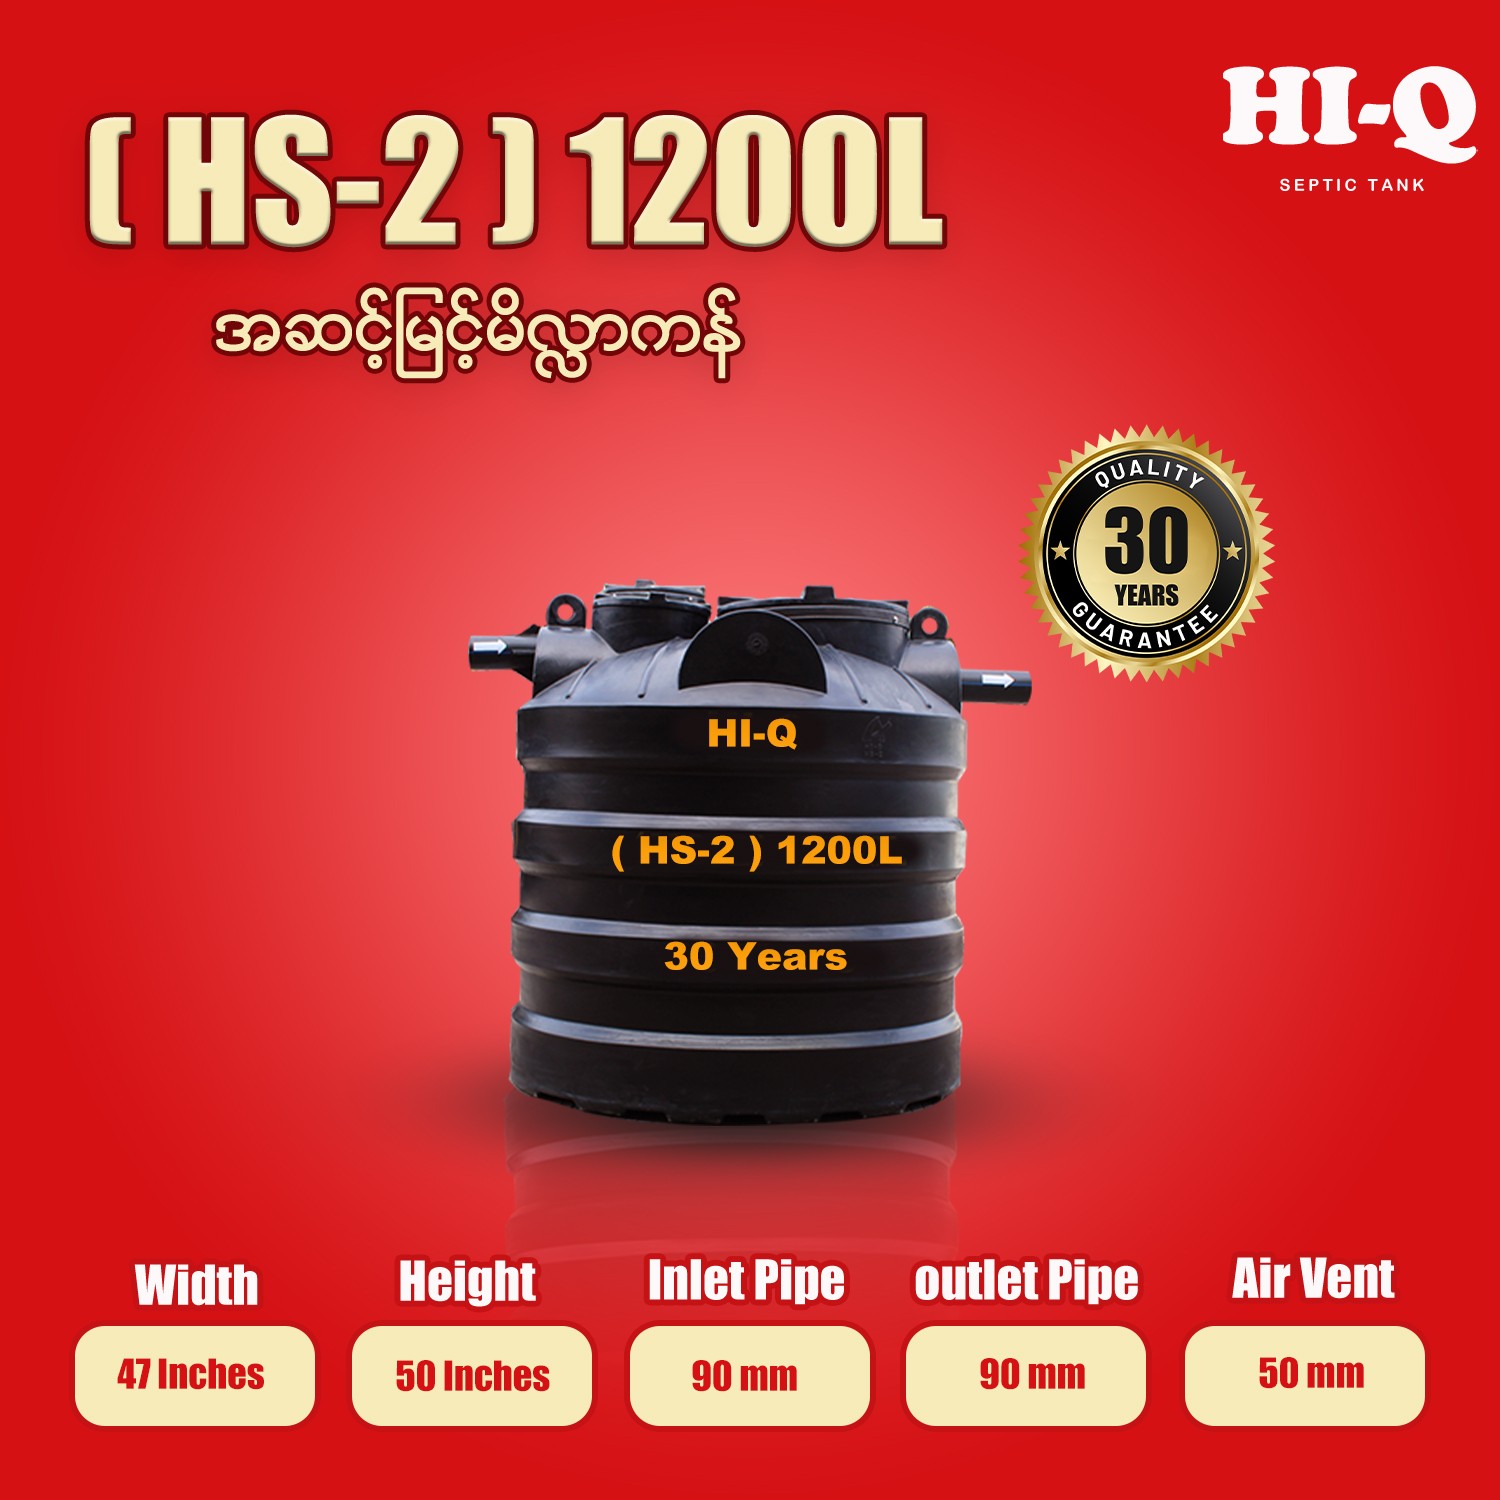 HI-Q
SEPTIC TANK
( HS-2 ) 1200L
အဆင့်မြင့်မိလ္လာကန်
QUALITY
30
YEARS
GUARANTEE
HI-Q
( HS-2 ) 1200L
30 Years
Width
47 Inches
Height
50 Inches
Inlet Pipe
90 mm
outlet Pipe
90 mm
Air Vent
50 mm